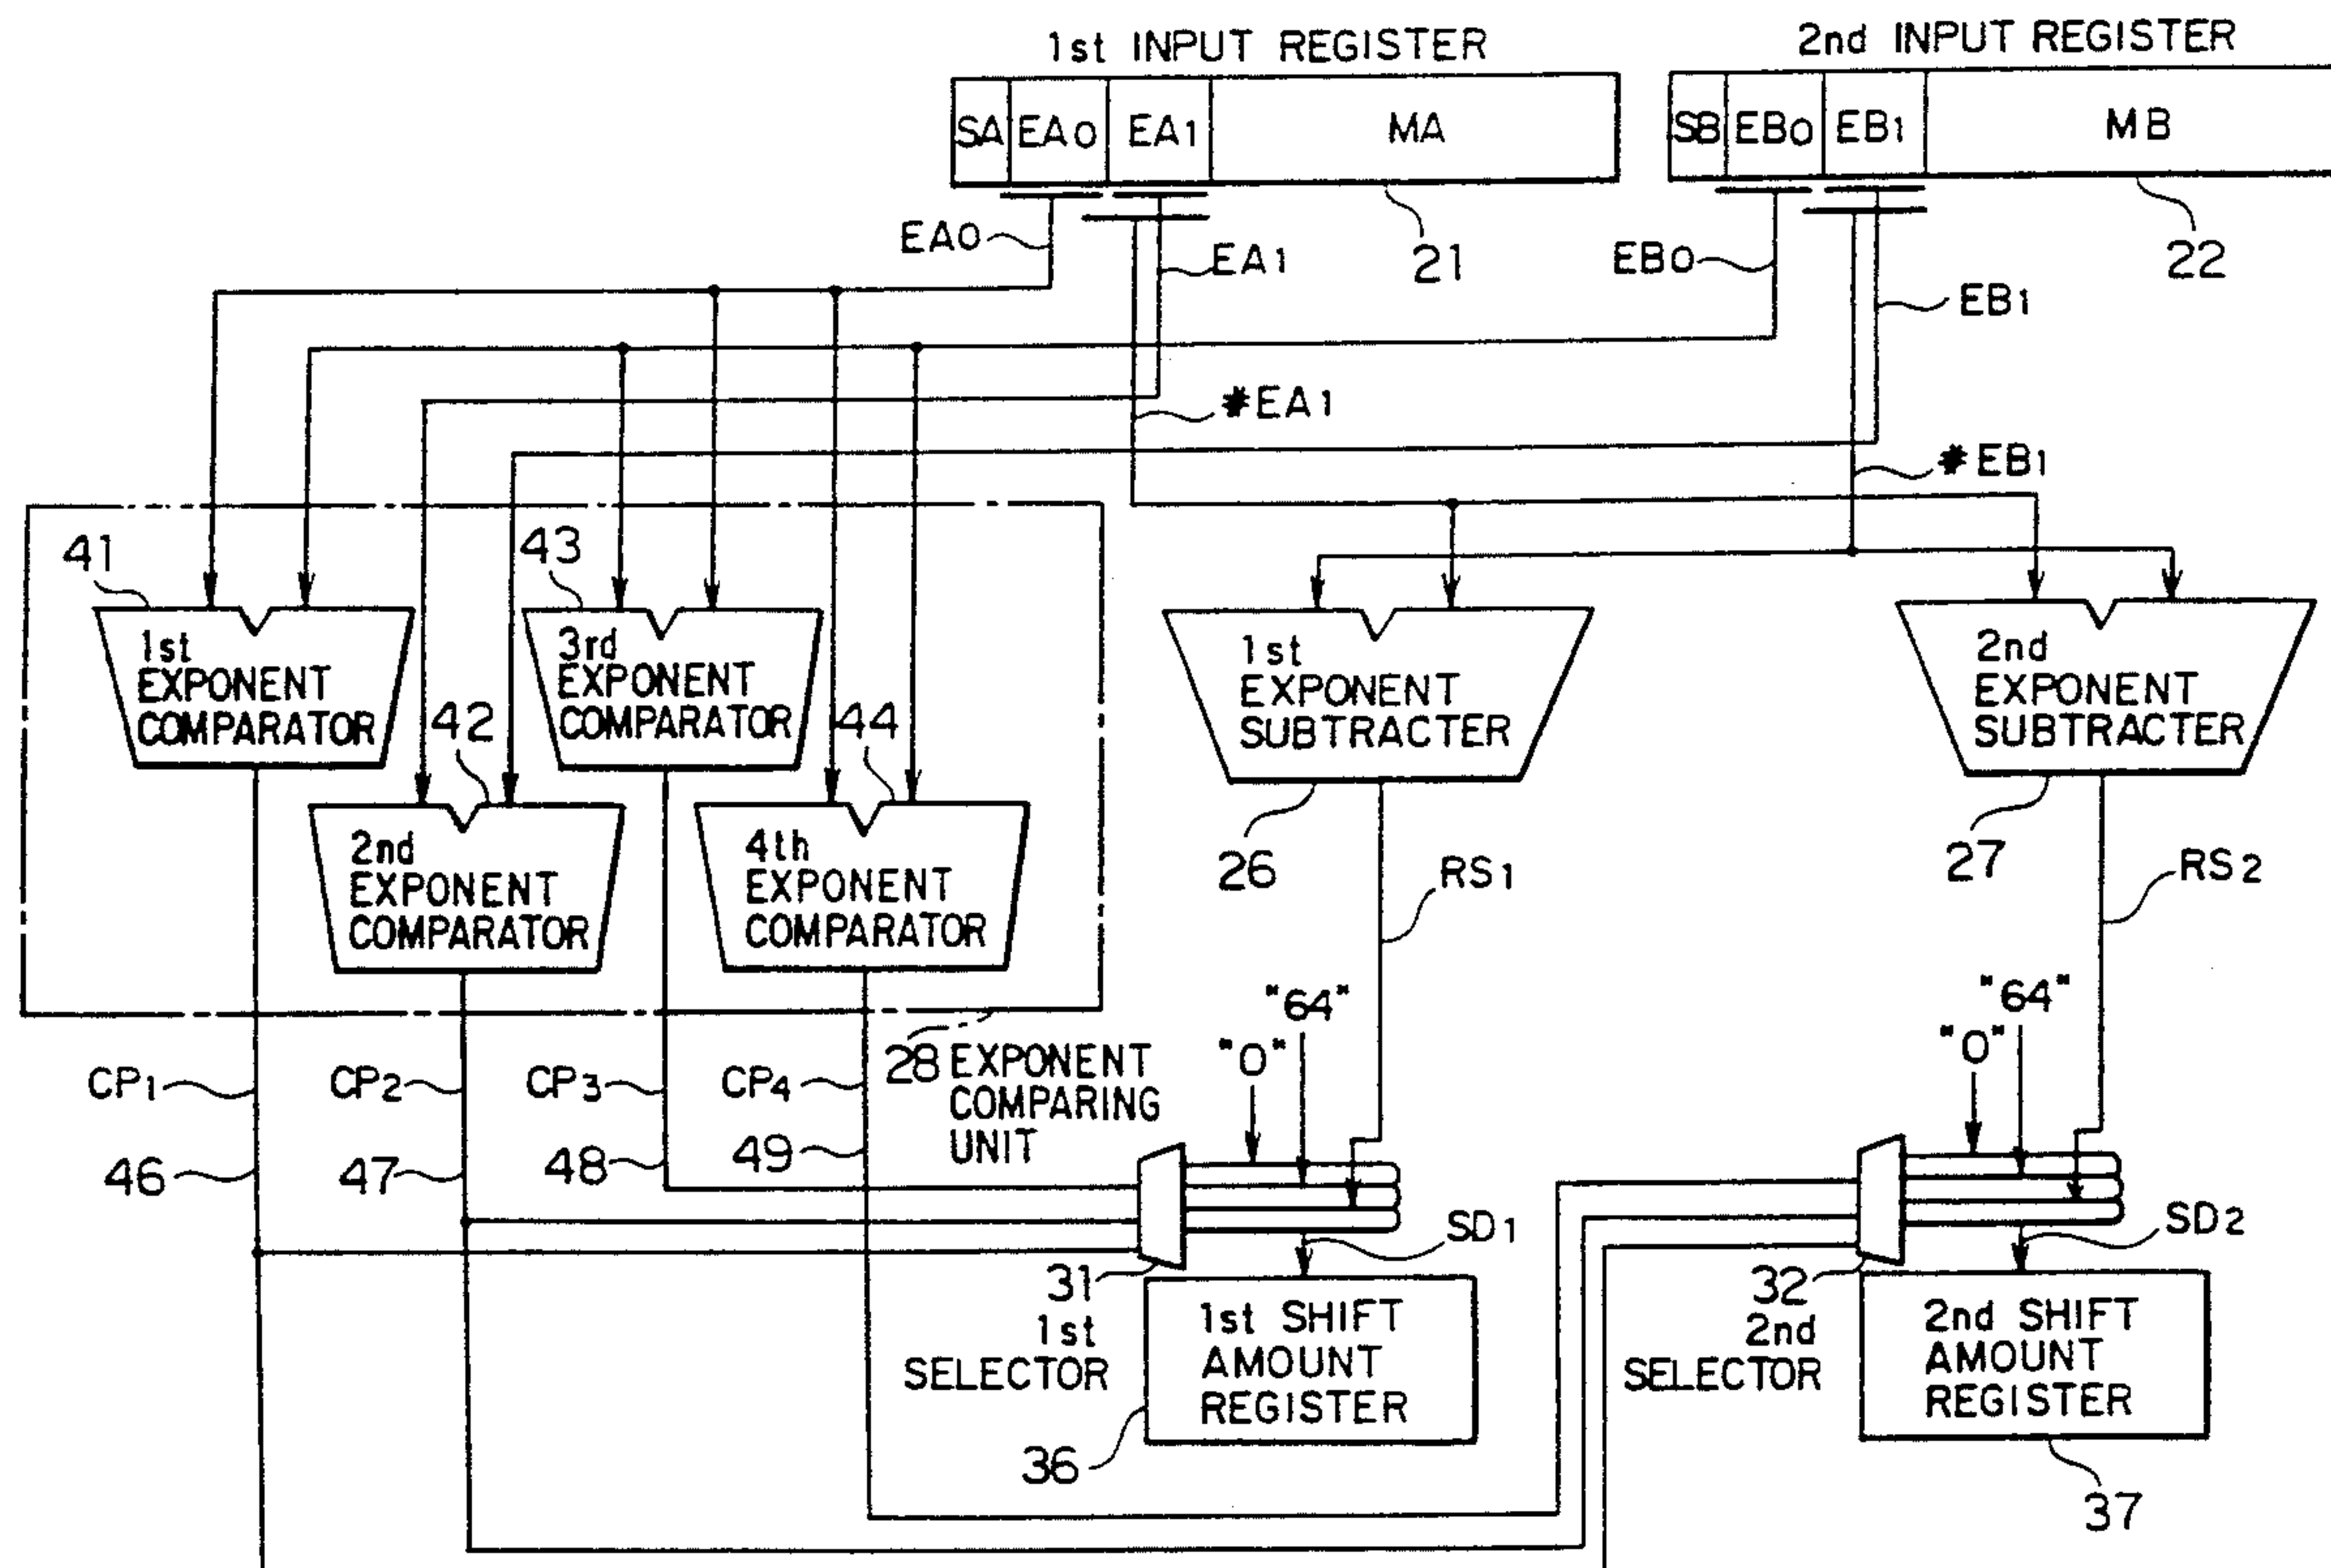 1st INPUT REGISTER
2nd INPUT REGISTER
SA EA0 EA1 MA
SB EB0 EB1 MB
EA0
EA1
21
EB0
EB1
22
#EA1
#EB1
41
43
1st
EXPONENT
COMPARATOR
3rd
EXPONENT
COMPARATOR
1st
EXPONENT
SUBTRACTER
2nd
EXPONENT
SUBTRACTER
42
44
2nd
EXPONENT
COMPARATOR
4th
EXPONENT
COMPARATOR
26
27
RS1
RS2
"64"
"0"
"64"
"0"
28 EXPONENT
COMPARING
UNIT
CP1
CP2
CP3
CP4
46
47
48
49
SD1
SD2
31
1st
SELECTOR
32
2nd
SELECTOR
1st SHIFT
AMOUNT
REGISTER
2nd SHIFT
AMOUNT
REGISTER
36
37